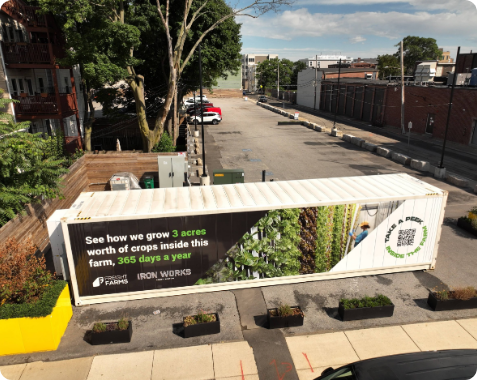 See how we grow 3 acres
worth of crops inside this
farm, 365 days a year
FREIGHT
FARMS
IRON WORKS
TAKE A PEEK
INSIDE THE FARM